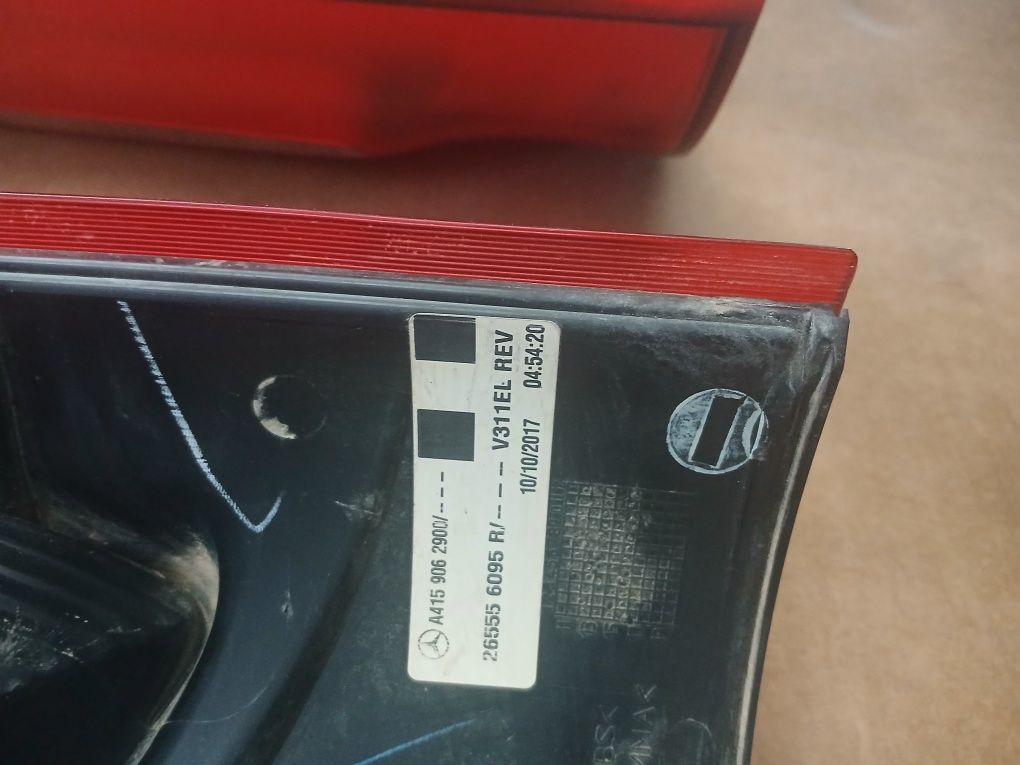 A415 906 2900/---
26555 6095 R/-- -- -- V311EL REV
10/10/2017 04:54:20